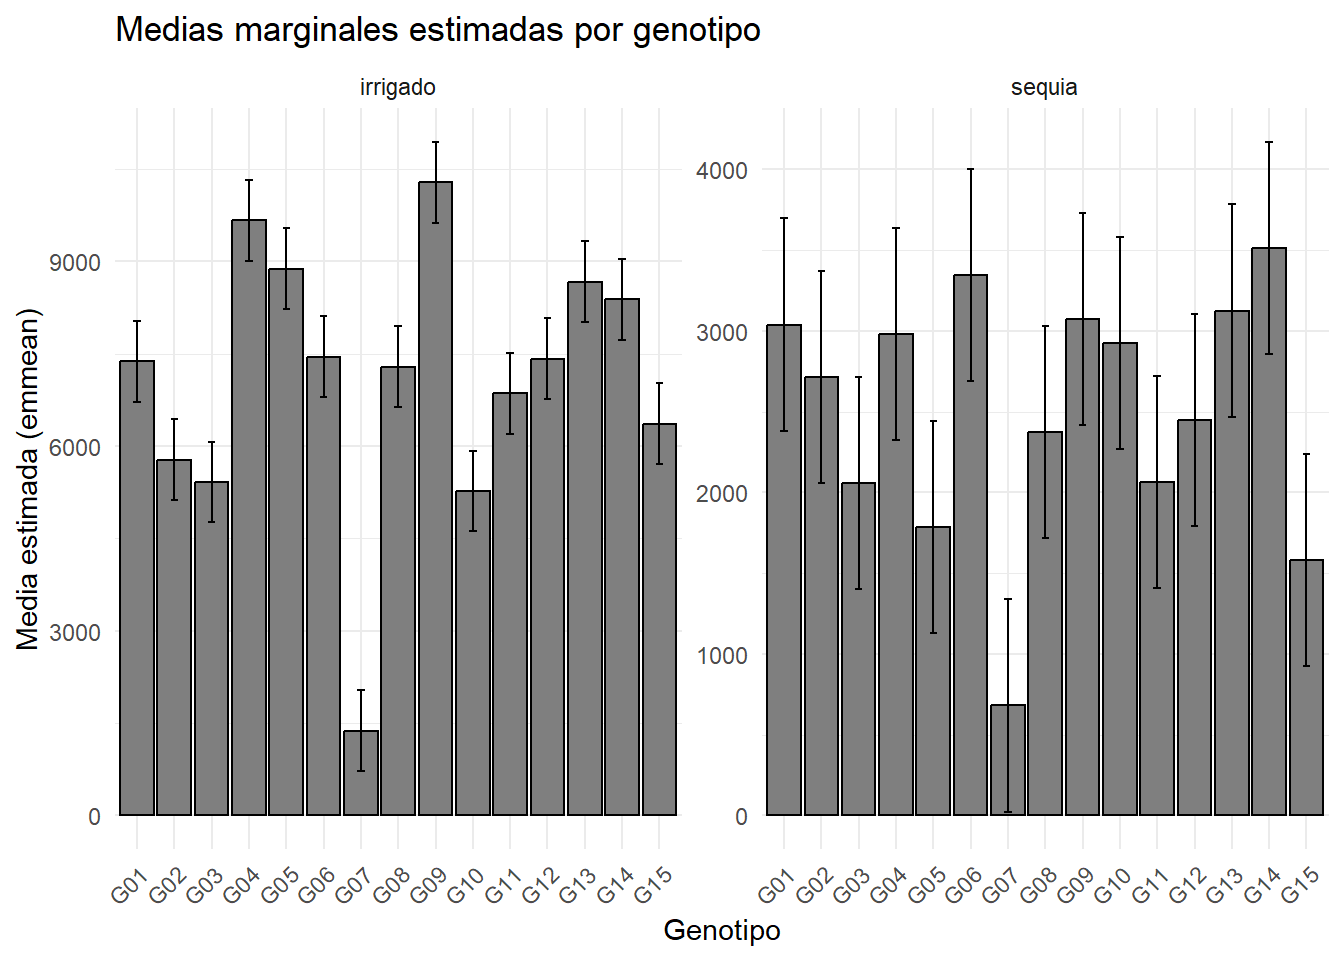 Medias marginales estimadas por genotipo
irrigado
sequia
Media estimada (emmean)
9000
6000
3000
0
4000
3000
2000
1000
0
G01 G02 G03 G04 G05 G06 G07 G08 G09 G10 G11 G12 G13 G14 G15
G01 G02 G03 G04 G05 G06 G07 G08 G09 G10 G11 G12 G13 G14 G15
Genotipo